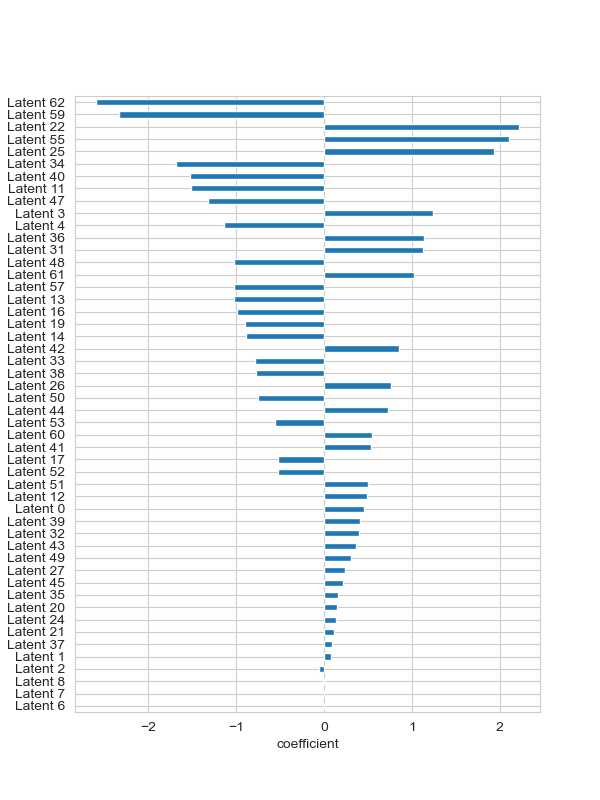 Latent 62
Latent 59
Latent 22
Latent 55
Latent 25
Latent 34
Latent 40
Latent 11
Latent 47
Latent 3
Latent 4
Latent 36
Latent 31
Latent 48
Latent 61
Latent 57
Latent 13
Latent 16
Latent 19
Latent 14
Latent 42
Latent 33
Latent 38
Latent 26
Latent 50
Latent 44
Latent 53
Latent 60
Latent 41
Latent 17
Latent 52
Latent 51
Latent 12
Latent 0
Latent 39
Latent 32
Latent 43
Latent 49
Latent 27
Latent 45
Latent 35
Latent 20
Latent 24
Latent 21
Latent 37
Latent 1
Latent 2
Latent 8
Latent 7
Latent 6
−2 −1 0 1 2
coefficient